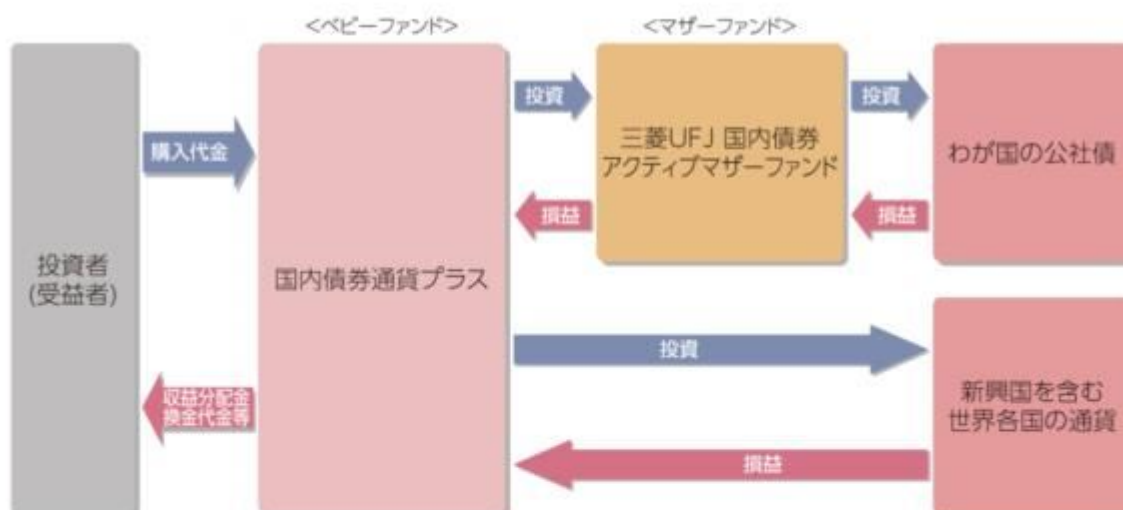 <ベビーファンド>
<マザーファンド>
投資者
(受益者)
購入代金
収益分配金
換金代金等
国内債券通貨プラス
投資
損益
三菱UFJ 国内債券
アクティブマザーファンド
投資
損益
わが国の公社債
投資
損益
新興国を含む
世界各国の通貨